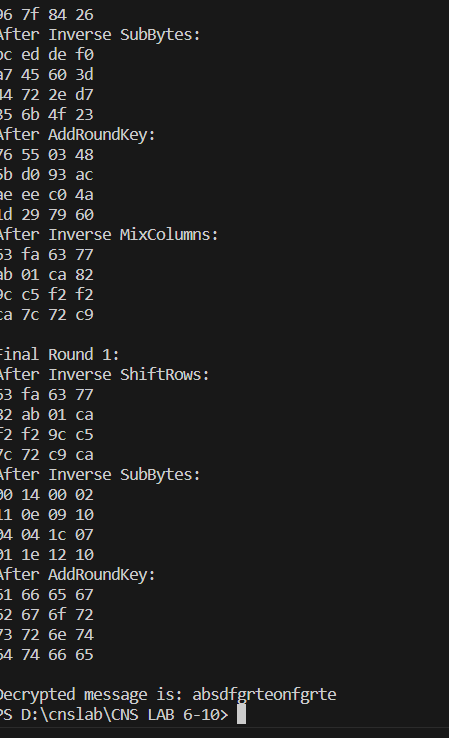 96 7f 84 26
After Inverse SubBytes:
bc ed de f0
a7 45 60 3d
44 72 2e d7
35 6b 4f 23
After AddRoundKey:
76 55 03 48
5b d0 93 ac
ae ee c0 4a
1d 29 79 60
After Inverse MixColumns:
63 fa 63 77
ab 01 ca 82
9c c5 f2 f2
ca 7c 72 c9
Final Round 1:
After Inverse ShiftRows:
63 fa 63 77
82 ab 01 ca
f2 f2 9c c5
7c 72 c9 ca
After Inverse SubBytes:
00 14 00 02
11 0e 09 10
04 04 1c 07
01 1e 12 10
After AddRoundKey:
61 66 65 67
62 67 6f 72
73 72 6e 74
64 74 66 65
Decrypted message is: absdfgrteonfgrte
PS D:\cnslab\CNS LAB 6-10>